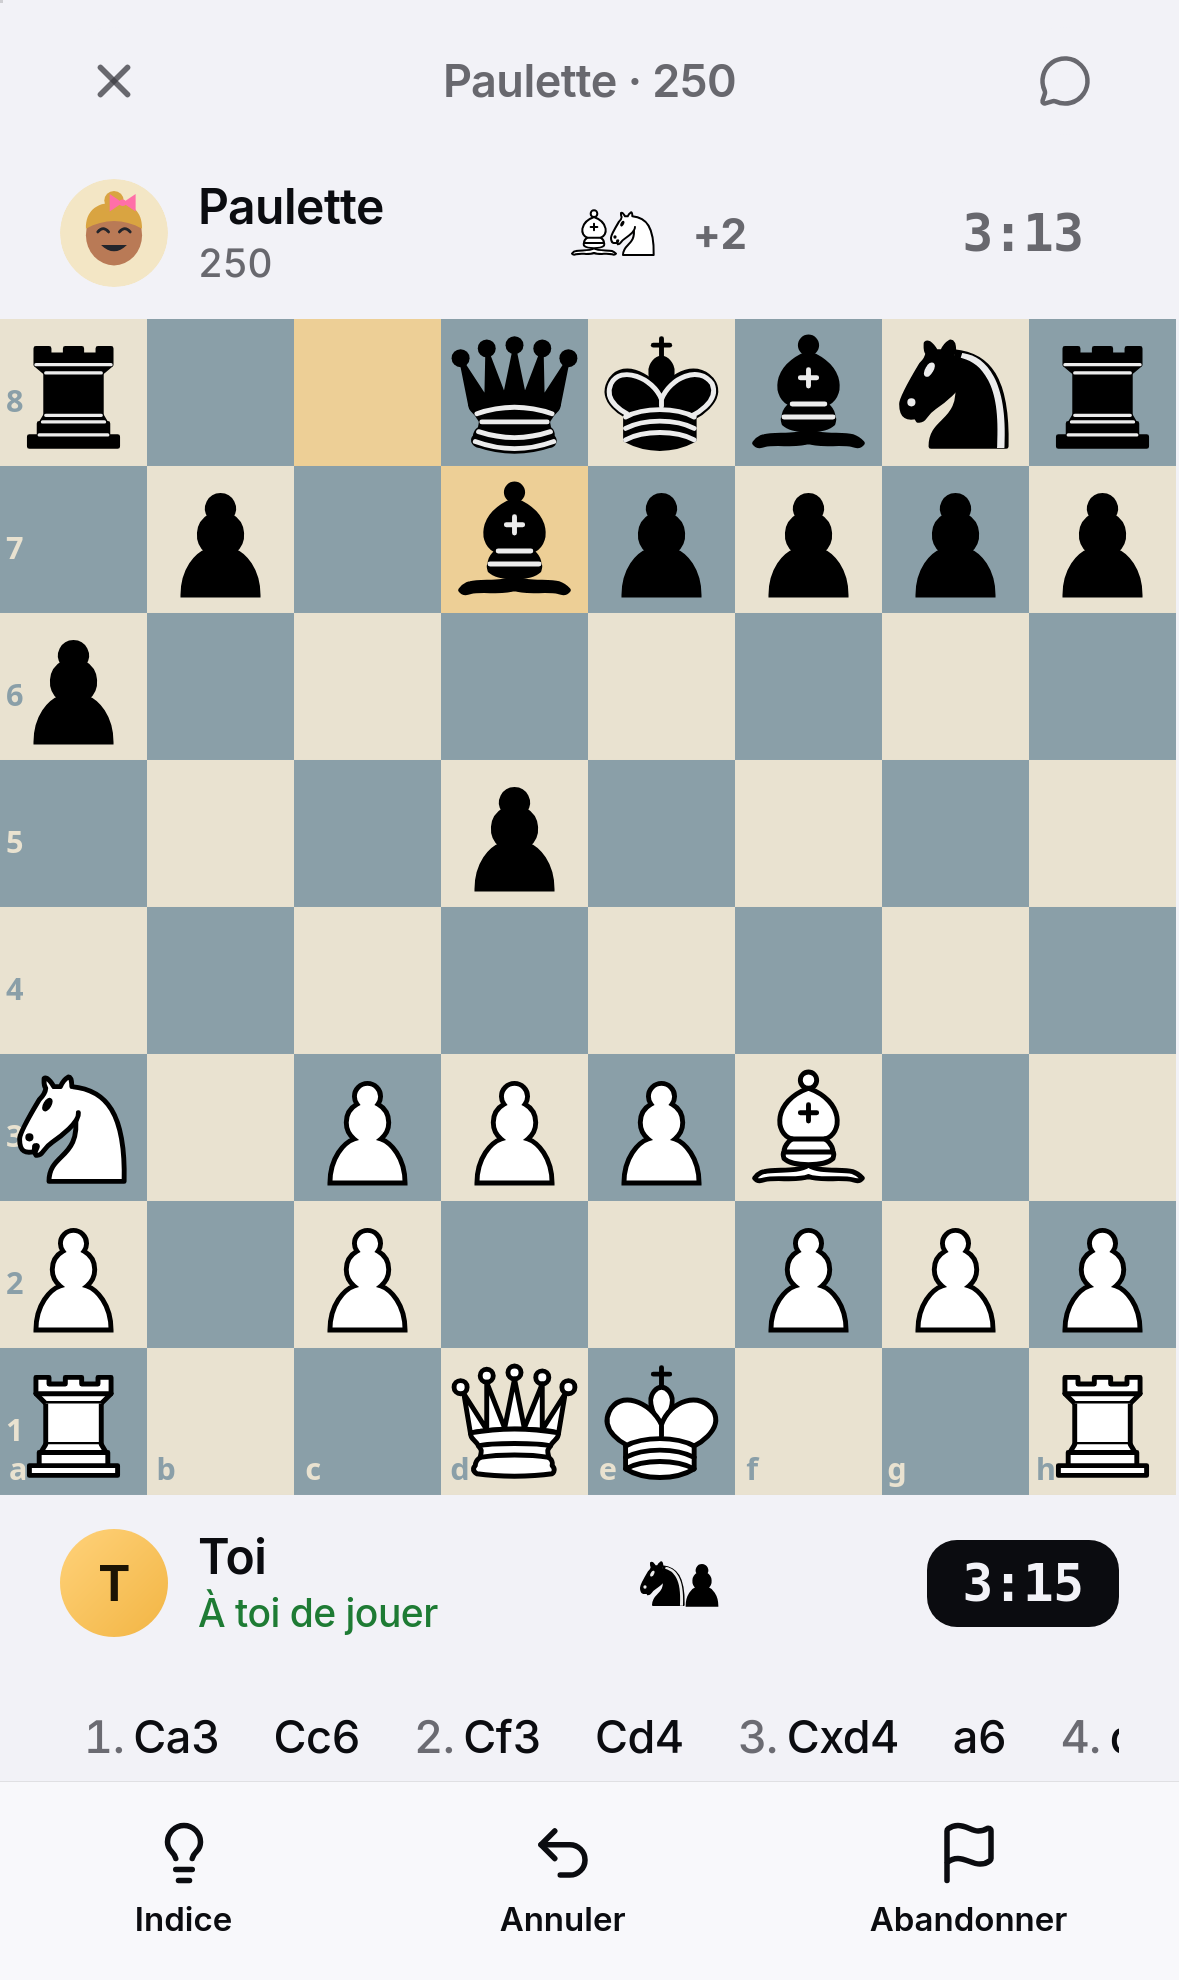 Paulette · 250
Paulette
250
+2
3:13
8
7
6
5
4
3
2
1
a b c d e f g h
Toi
À toi de jouer
3:15
T
1. Ca3 Cc6 2. Cf3 Cd4 3. Cxd4 a6 4.
Indice Annuler Abandonner